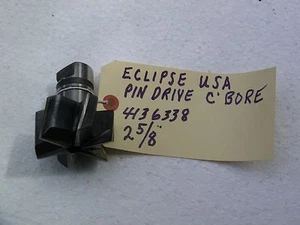 ECLIPSE USA
PIN DRIVE C'BORE
4136338
2 5/8"